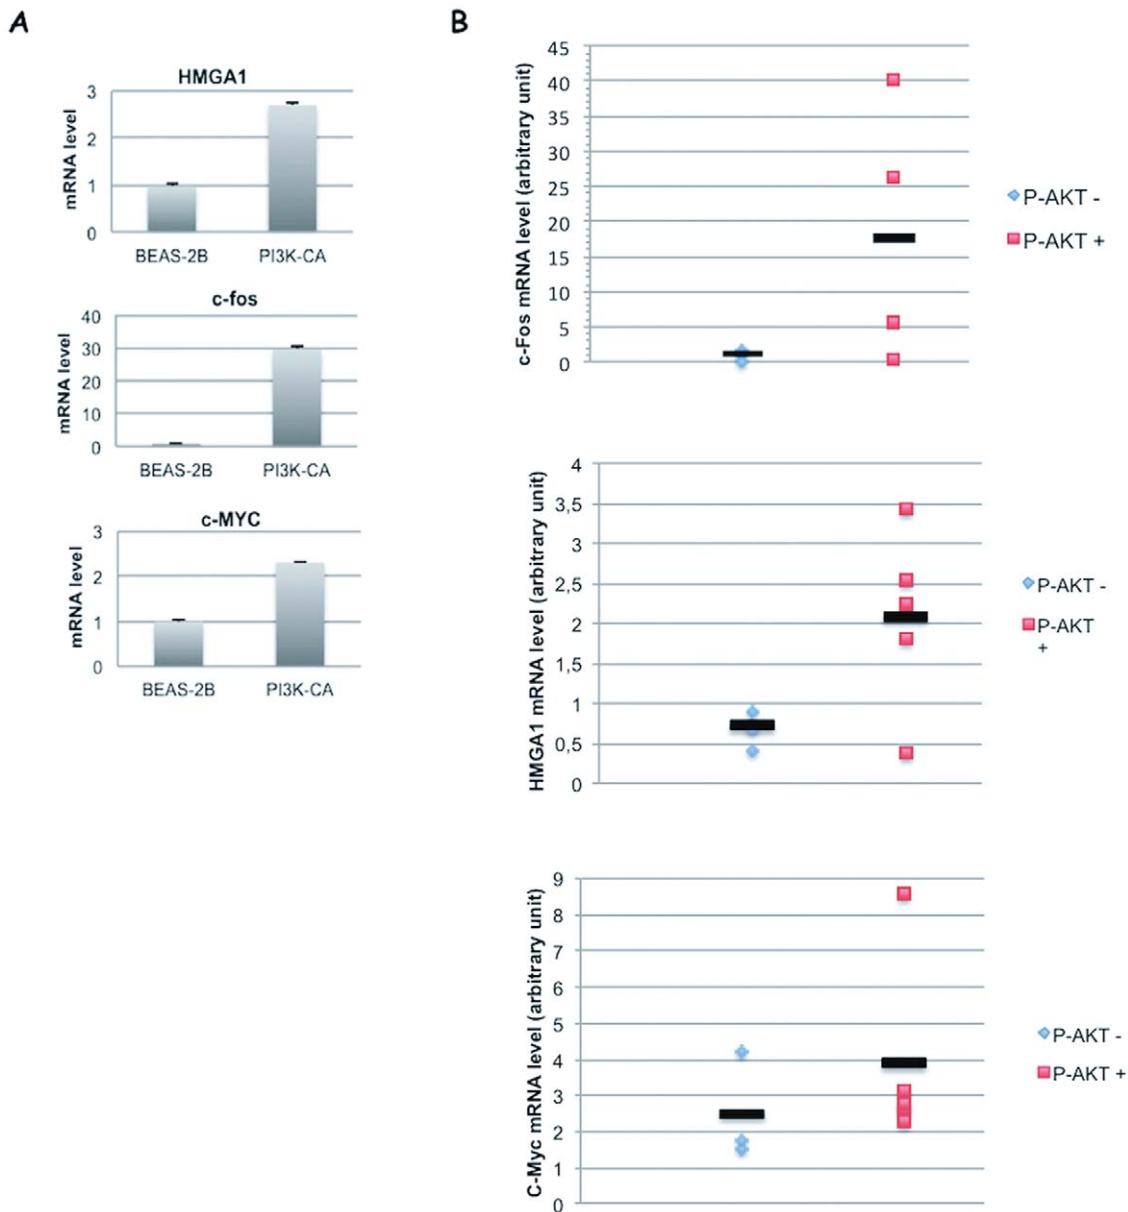 A
HMGA1
mRNA level
3
2
1
0
BEAS-2B PI3K-CA
c-fos
mRNA level
40
30
20
10
0
BEAS-2B PI3K-CA
c-MYC
mRNA level
3
2
1
0
BEAS-2B PI3K-CA
B
c-Fos mRNA level (arbitrary unit)
45
40
35
30
25
20
15
10
5
0
P-AKT -
P-AKT +
HMGA1 mRNA level (arbitrary unit)
4
3,5
3
2,5
2
1,5
1
0,5
0
P-AKT -
P-AKT
+
C-Myc mRNA level (arbitrary unit)
9
8
7
6
5
4
3
2
1
0
P-AKT -
P-AKT +